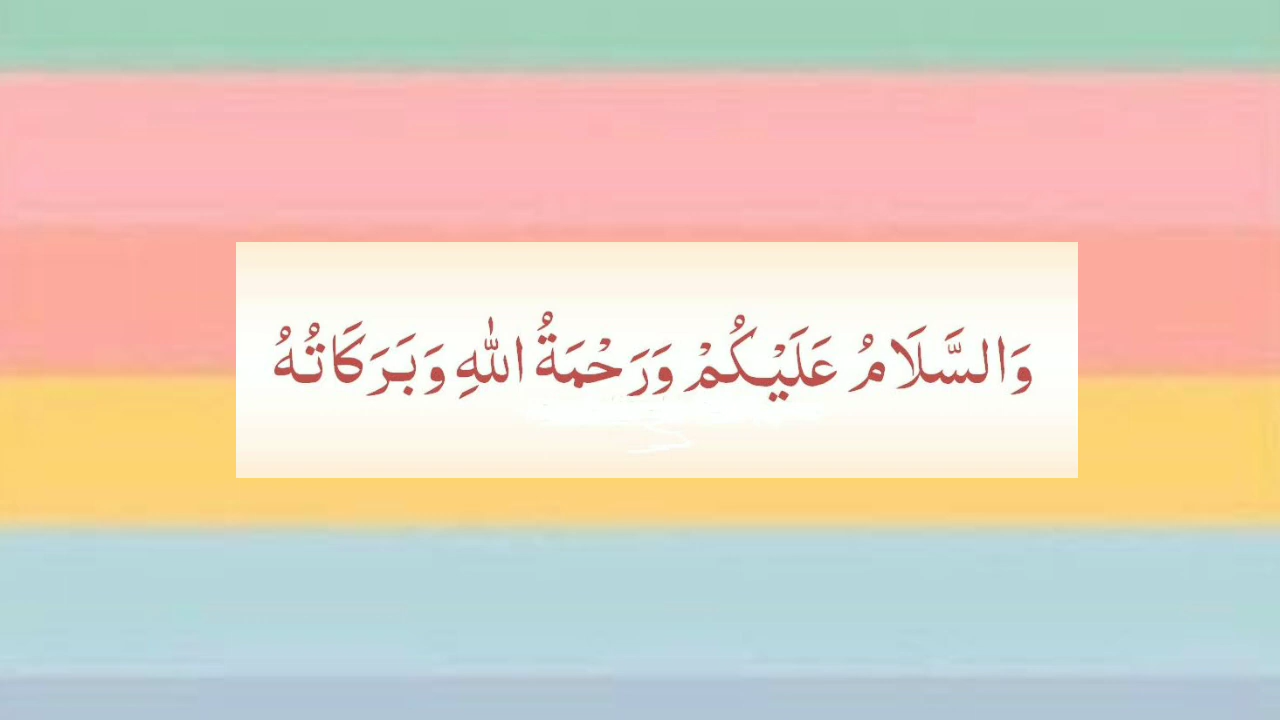 وَالسَّلَامُ عَلَيْكُمْ وَرَحْمَةُ اللهِ وَبَرَكَاتُهُ